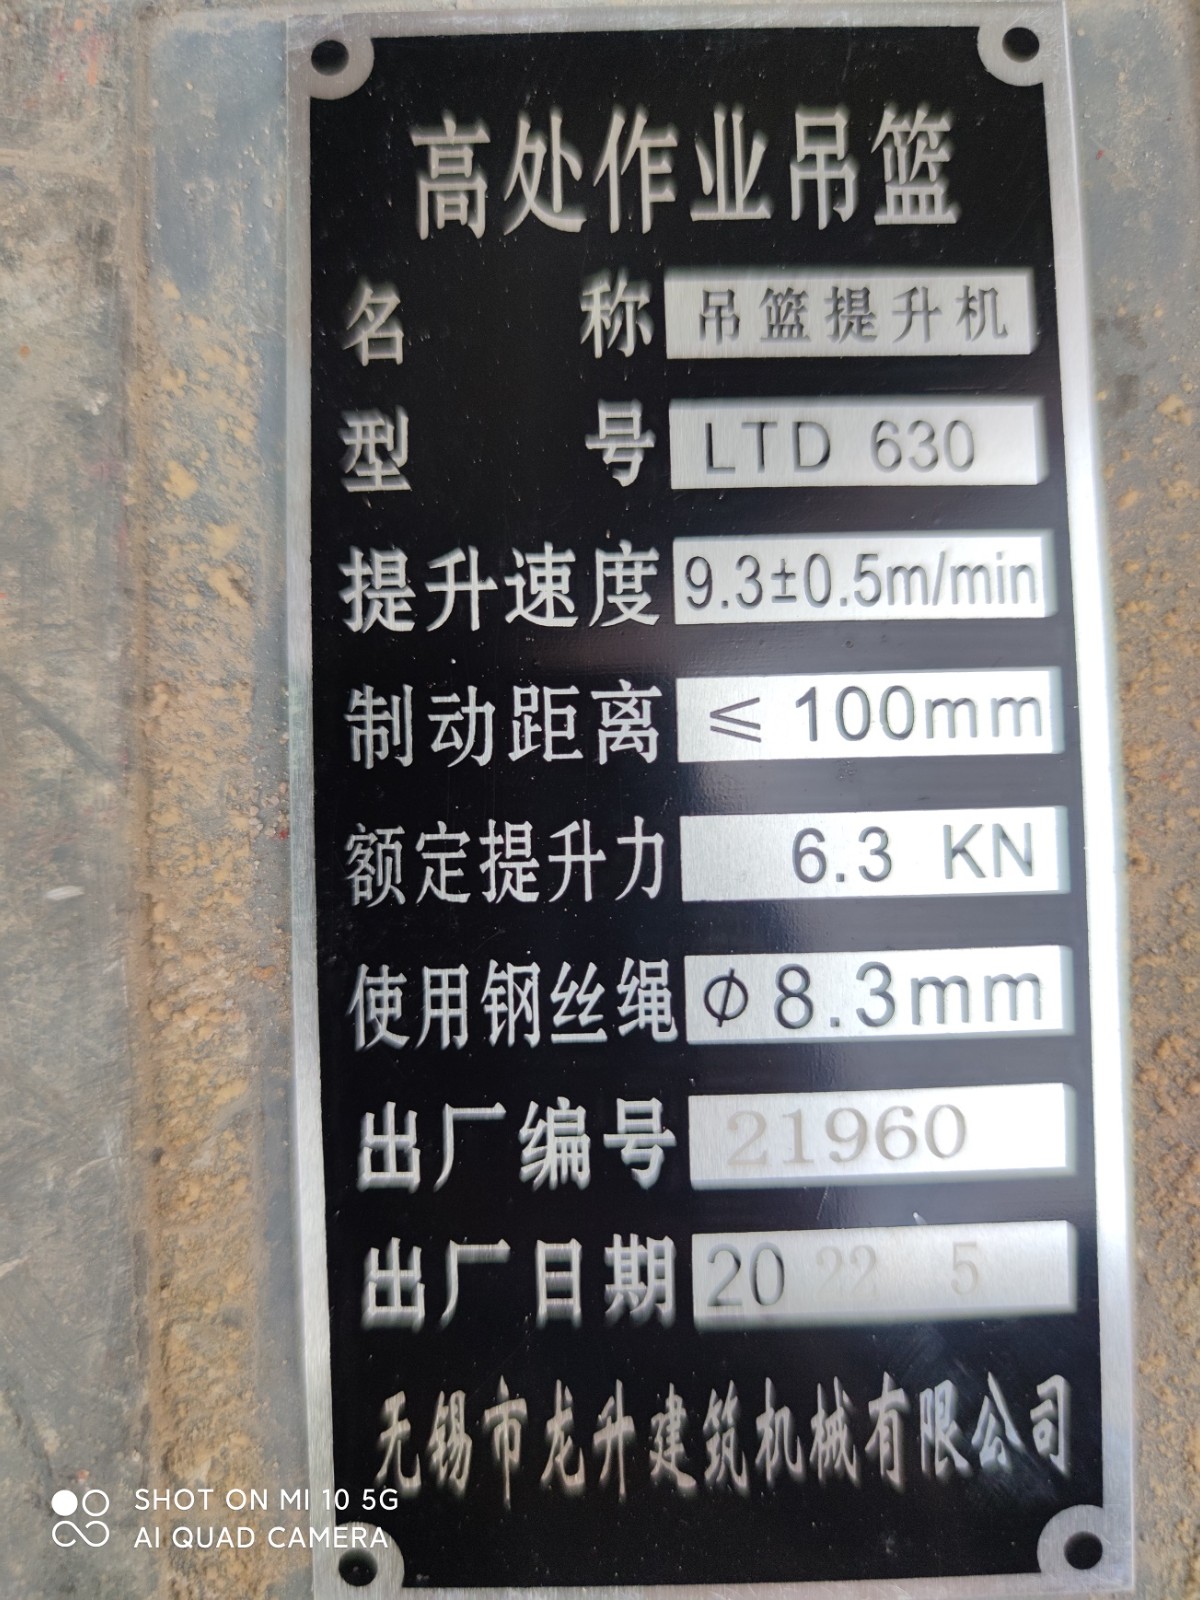 高处作业吊篮
名称 吊篮提升机
型号 LTD 630
提升速度 9.3±0.5m/min
制动距离 ≤100mm
额定提升力 6.3 KN
使用钢丝绳 φ8.3mm
出厂编号 21960
出厂日期 20 22 5
无锡市龙升建筑机械有限公司
SHOT ON MI 10 5G
AI QUAD CAMERA